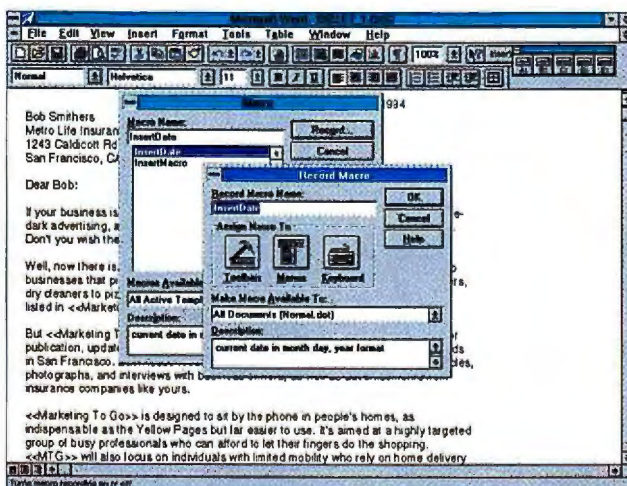 Microsoft Word
File Edit View Insert Format Tools Table Window Help
100%
Normal Helvetica 11 B I U
1994
Bob Smithers
Metro Life Insuran
1243 Caldicott Rd
San Francisco, CA
Dear Bob:
If your business is
dark advertising, a
Don't you wish the
Well, now there is
businesses that p
dry cleaners to piz
listed in <<Market
But <<Marketing T
publication, updat
in San Francisco.
photographs, and interviews with
insurance companies like yours.
<<Marketing To Go>> is designed to sit by the phone in people's homes, as
indispensable as the Yellow Pages but far easier to use. It's aimed at a highly targeted
group of busy professionals who can afford to let their fingers do the shopping.
<<MTG>> will also focus on individuals with limited mobility who rely on home delivery
Macro
Macro Name:
InsertDate
InsertDate
InsertMacro
Record...
Cancel
Macros Available
All Active Templ
Description:
current date in
Record Macro
Record Macro Name:
InsertDate
OK
Cancel
Help
Assign Macro To
Toolbars Menus Keyboard
Make Macro Available To:
All Documents (Normal.dot)
Description:
current date in month day, year format
Turns macro recording on or off